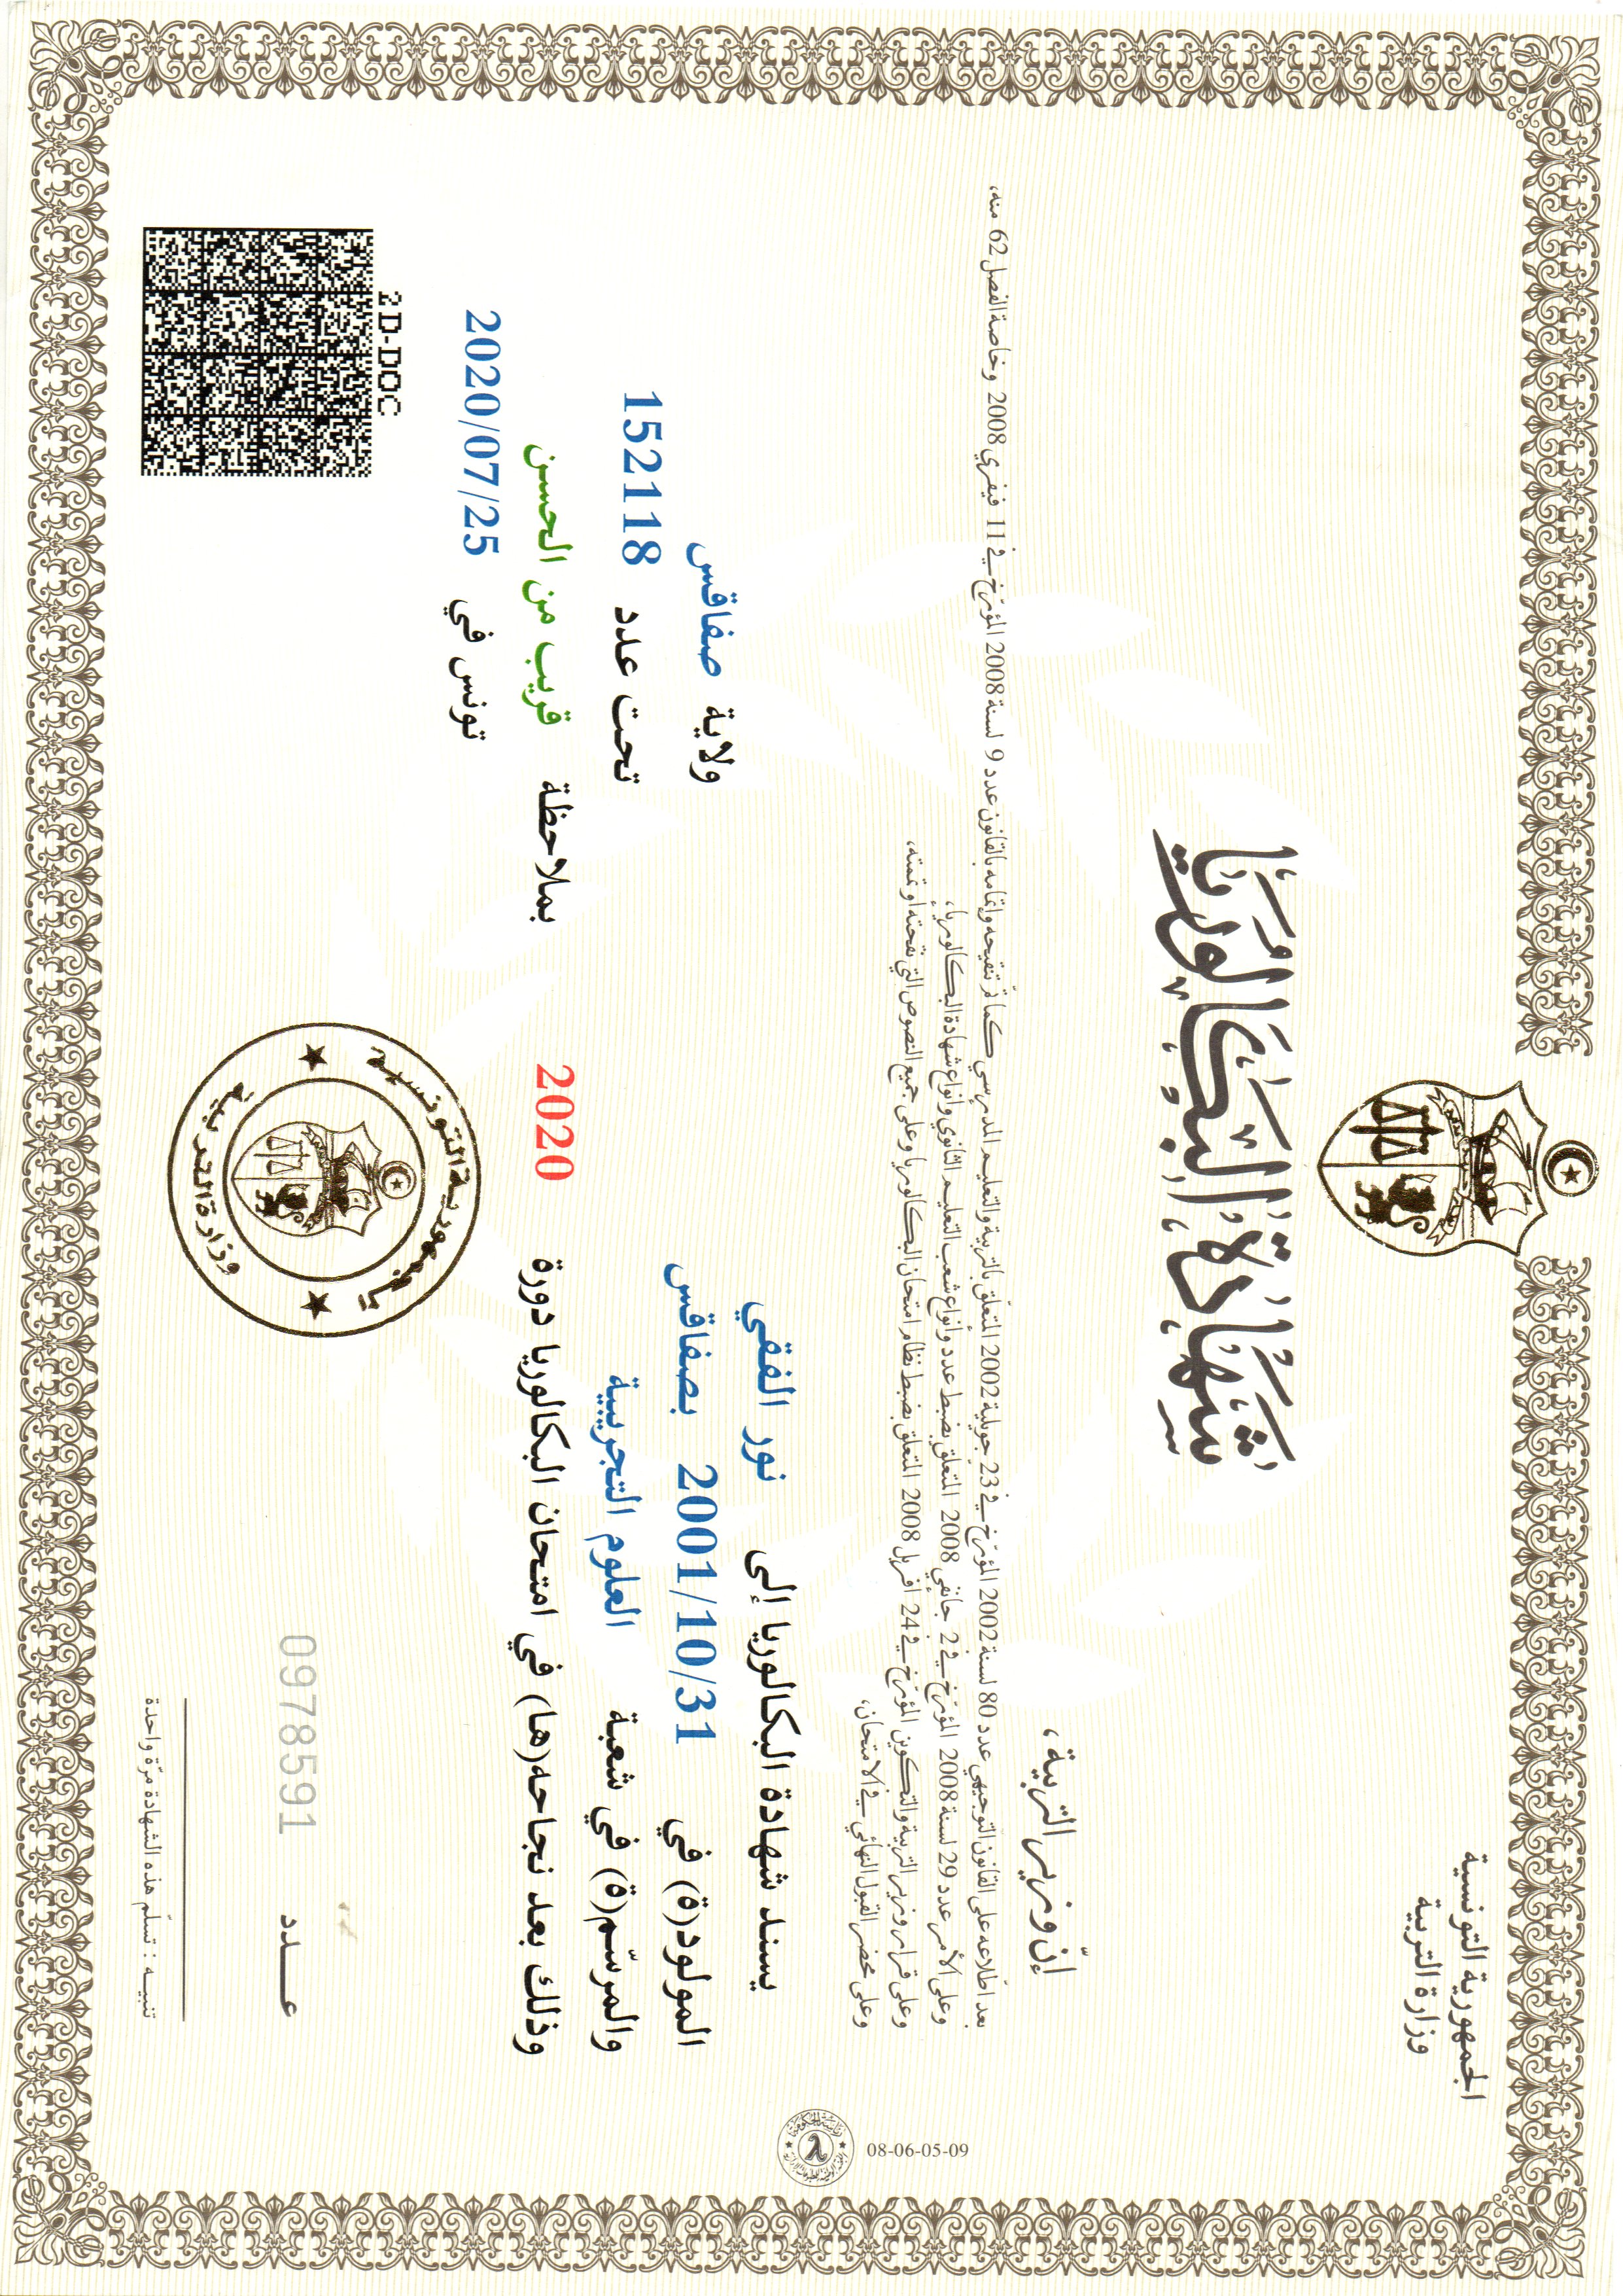 الجمهورية التونسية
وزارة التربية
شَهَادَة البَكَالُورِيَا
إنّ وزير التربية،
بعد اطّلاعه على القانون التوجيهي عدد 80 لسنة 2002 المؤرّخ في 23 جويلية 2002 المتعلّق بالتربية والتعليم المدرسي كما تمّ تنقيحه وإتمامه بالقانون عدد 9 لسنة 2008 المؤرّخ في 11 فيفري 2008 وخاصة الفصل 62 منه،
وعلى الأمر عدد 29 لسنة 2008 المؤرّخ في 2 جانفي 2008 المتعلّق بضبط عدد وأنواع شعب التعليم الثانوي وأنواع شهادة البكالوريا،
وعلى قرار وزير التربية والتكوين المؤرّخ في 24 أفريل 2008 المتعلق بضبط نظام امتحان البكالوريا وعلى جميع النصوص التي نقحته أو تممته،
وعلى محضر القبول النهائي في الامتحان،
08-06-05-09
يسند شهادة البكالوريا إلى نور الفقي
المولود(ة) في 2001/10/31 بصفاقس ولاية صفاقس
والمرسّم(ة) في شعبة العلوم التجريبية تحت عدد 152118
وذلك بعد نجاحه(ها) في امتحان البكالوريا دورة 2020 بملاحظة قريب من الحسن
تونس في 2020/07/25
2D-DOC
الجمهورية التونسية
وزارة التربية
عـــدد 0978591
تنبيـه : تسلّم هذه الشهادة مرّة واحدة